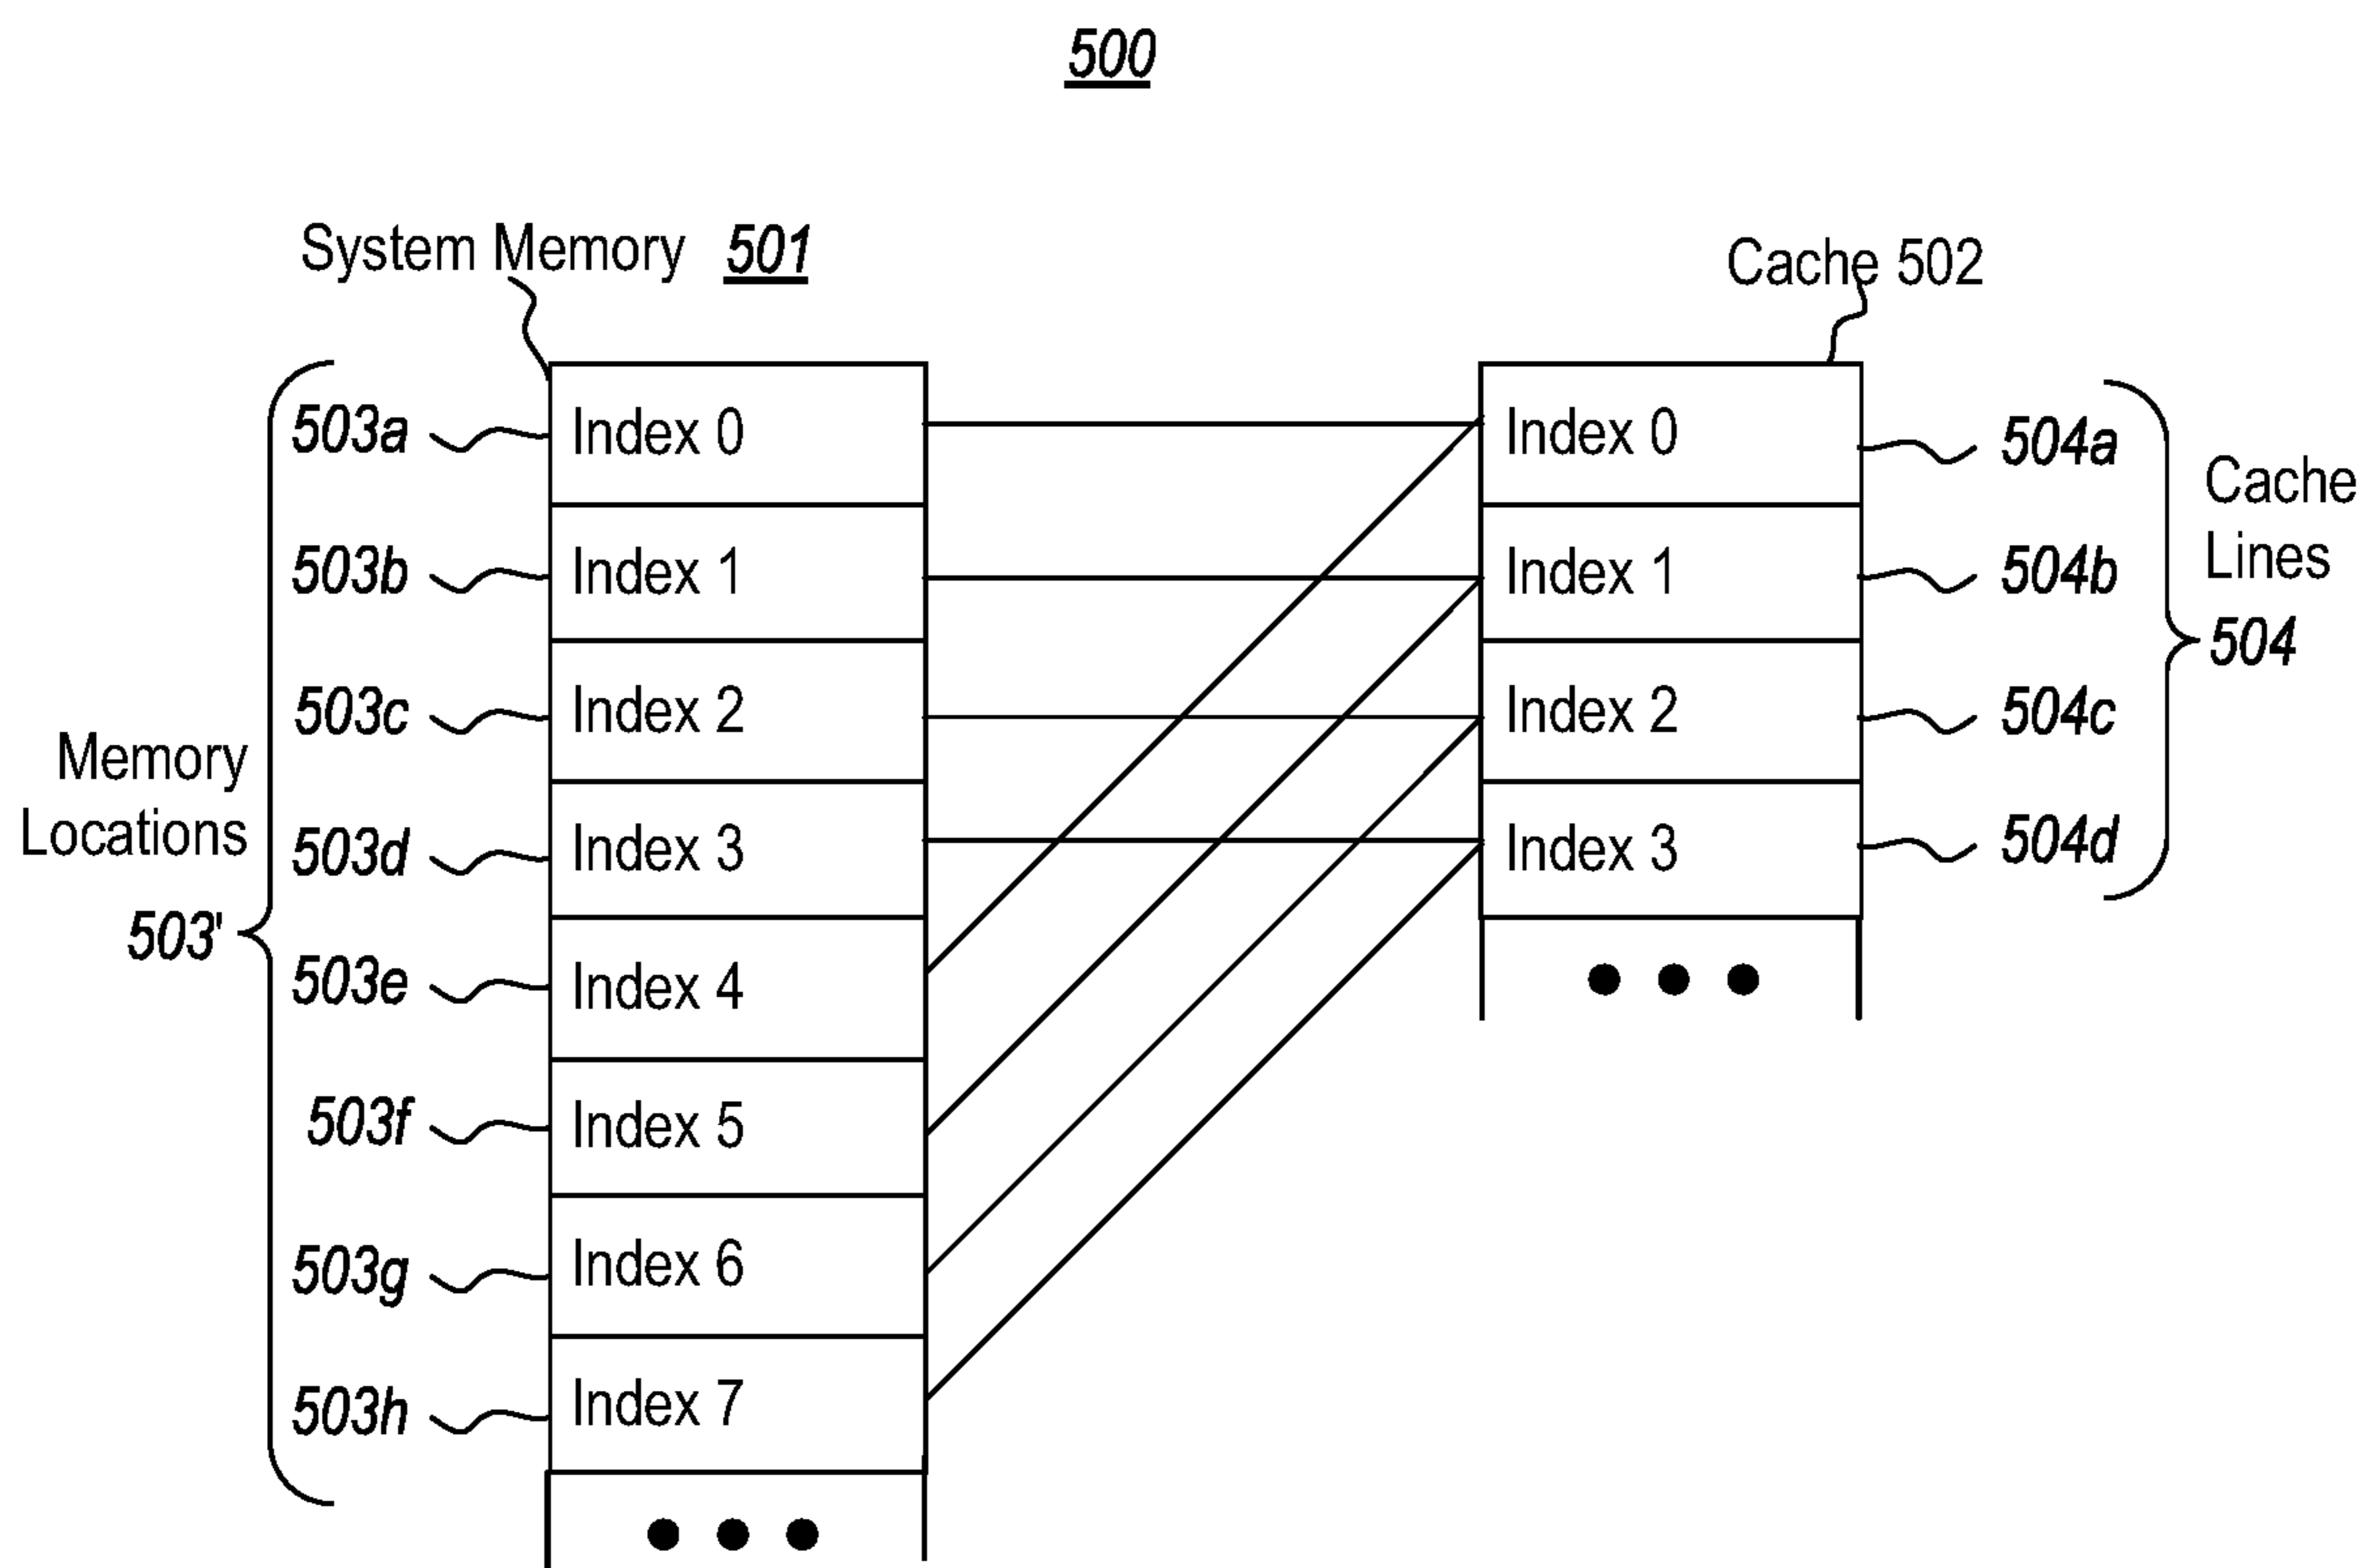 500
System Memory 501
Cache 502
503a
Index 0
Index 0
504a
503b
Index 1
Index 1
504b
503c
Index 2
Index 2
504c
503d
Index 3
Index 3
504d
503e
Index 4
503f
Index 5
503g
Index 6
503h
Index 7
Memory
Locations
503'
Cache
Lines
504